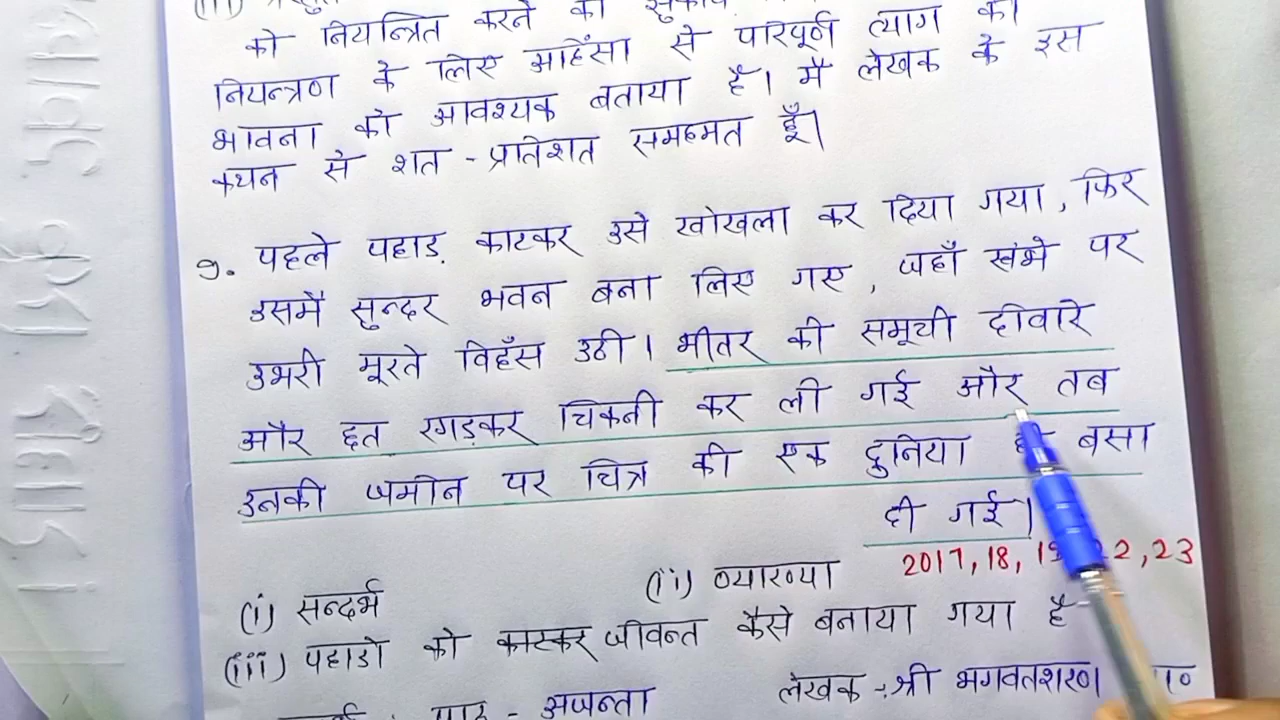 को नियन्त्रित करने का
नियन्त्रण के लिए अहिंसा से परिपूर्ण त्याग की
भावना को आवश्यक बताया है। मै लेखक के इस
कथन से शत - प्रतिशत समहमत हूँ।
9. पहले पहाड़ काटकर उसे खोखला कर दिया गया, फिर
उसमें सुन्दर भवन बना लिए गए, जहाँ खंभे पर
उभरी मूरते विहँस उठी। भीतर की समूची दीवारे
और छत रगड़कर चिकनी कर ली गई और तब
उनकी जमीन पर चित्र की एक दुनिया बसा
दी गई।
2017, 18, 22, 23
(i) सन्दर्भ (ii) व्याख्या
(iii) पहाडो को काटकर जीवन्त कैसे बनाया गया है
पाठ - अजन्ता लेखक - श्री भगवतशरण